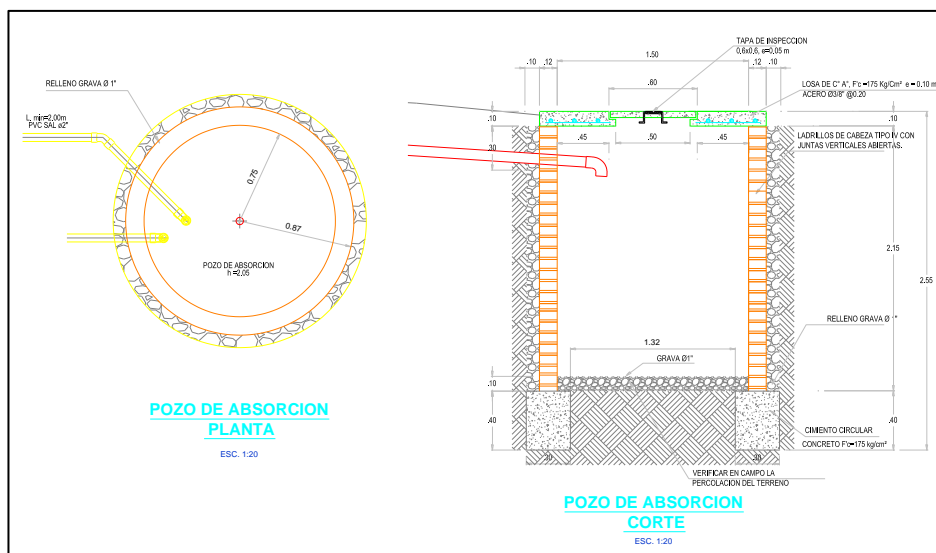 RELLENO GRAVA Ø 1"
L. min=2,00m
PVC SAL ø2"
0.75
0.87
POZO DE ABSORCION
h =2.05
POZO DE ABSORCION
PLANTA
ESC. 1:20
TAPA DE INSPECCION
0,6x0,6, e=0,05 m
1.50
.10
.12
.12
.10
.60
LOSA DE C° A°, F'c =175 Kg/Cm² e = 0.10 m
ACERO Ø3/8" @0.20
.10
.10
.30
.45
.50
.45
LADRILLOS DE CABEZA TIPO IV CON
JUNTAS VERTICALES ABIERTAS.
2.15
2.55
RELLENO GRAVA Ø 1"
1.32
GRAVA Ø1"
.10
.40
.40
CIMIENTO CIRCULAR
CONCRETO F'c=175 kg/cm²
.30
.30
VERIFICAR EN CAMPO LA
PERCOLACION DEL TERRENO
POZO DE ABSORCION
CORTE
ESC. 1:20